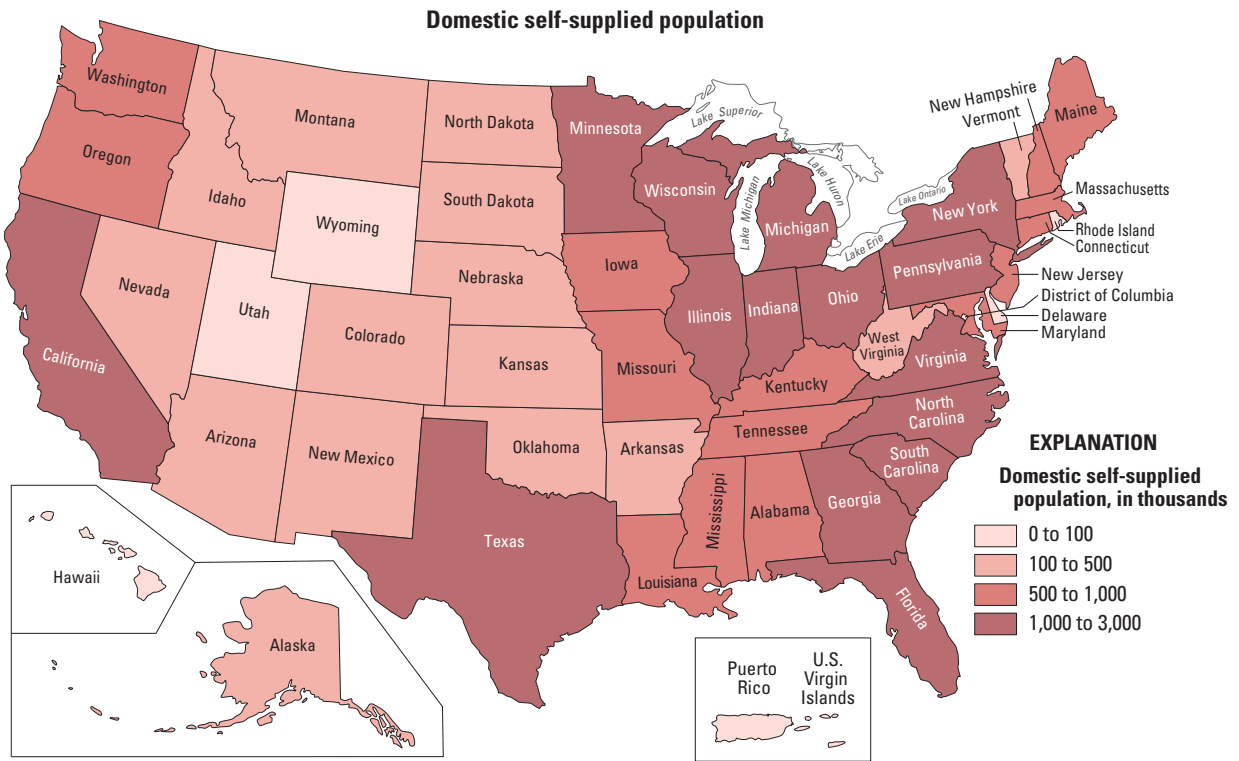 Domestic self-supplied population
Washington
Oregon
Montana
Idaho
North Dakota
South Dakota
Minnesota
Wisconsin
Michigan
Lake Superior
Lake Michigan
Lake Huron
Lake Erie
Lake Ontario
New Hampshire
Vermont
Maine
Massachusetts
Rhode Island
Connecticut
New York
Pennsylvania
New Jersey
District of Columbia
Delaware
Maryland
Wyoming
Nebraska
Iowa
Nevada
Utah
Colorado
California
Kansas
Missouri
Illinois
Indiana
Ohio
West
Virginia
Virginia
Kentucky
North
Carolina
Tennessee
South
Carolina
Arizona
New Mexico
Oklahoma
Arkansas
Mississippi
Alabama
Georgia
Texas
Louisiana
Florida
Hawaii
Alaska
Puerto
Rico
U.S.
Virgin
Islands
EXPLANATION
Domestic self-supplied
population, in thousands
0 to 100
100 to 500
500 to 1,000
1,000 to 3,000